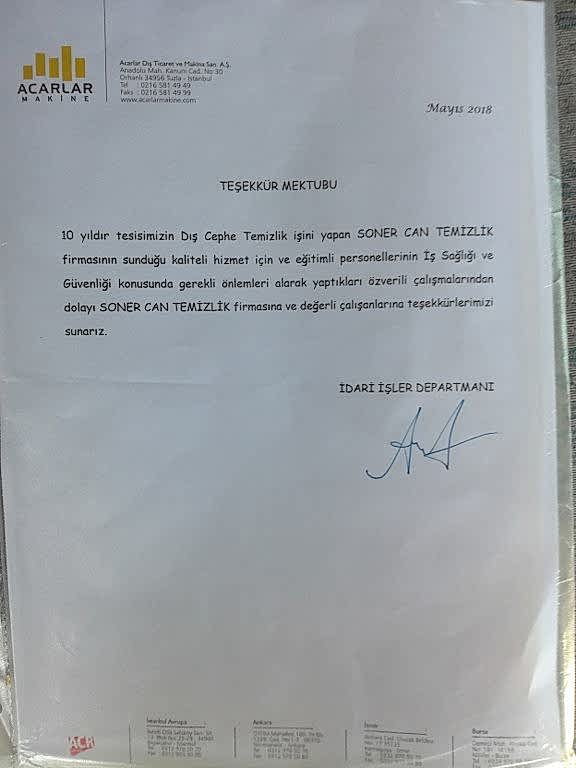 ACARLAR
MAKİNE
Acarlar Dış Ticaret ve Makina San. A.Ş.
Anadolu Mah. Kanuni Cad. No: 30
Orhanlı 34956 Tuzla - İstanbul
Tel : 0216 581 49 49
Faks : 0216 581 49 99
www.acarlarmakine.com
Mayıs 2018
TEŞEKKÜR MEKTUBU
10 yıldır tesisimizin Dış Cephe Temizlik işini yapan SONER CAN TEMİZLİK
firmasının sunduğu kaliteli hizmet için ve eğitimli personellerinin İş Sağlığı ve
Güvenliği konusunda gerekli önlemleri alarak yaptıkları özverili çalışmalarından
dolayı SONER CAN TEMİZLİK firmasına ve değerli çalışanlarına teşekkürlerimizi
sunarız.
İDARİ İŞLER DEPARTMANI
ACR
İstanbul Avrupa
Ankara
İzmir
Bursa